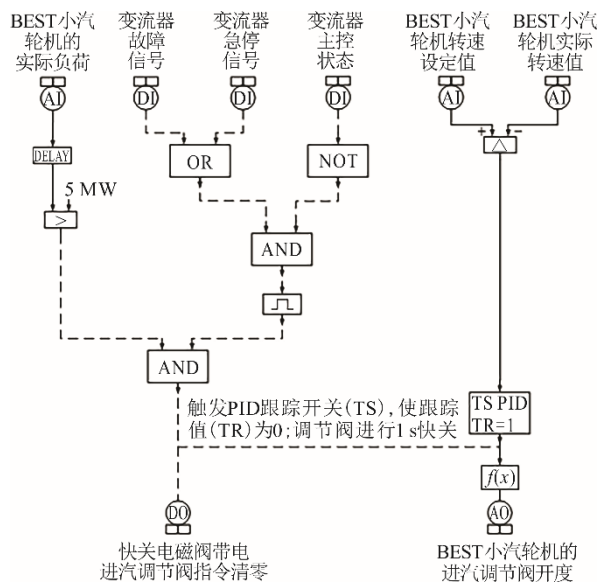 BEST小汽
轮机的
实际负荷
变流器
故障
信号
变流器
急停
信号
变流器
主控
状态
BEST小汽
轮机转速
设定值
BEST小汽
轮机实际
转速值
AI
DI
DI
DI
AI
AI
DELAY
OR
NOT
+
-
△
5 MW
>
AND
AND
触发PID跟踪开关(TS),使跟踪
值(TR)为0;调节阀进行1 s快关
TS PID
TR=1
f(x)
DO
AO
快关电磁阀带电
进汽调节阀指令清零
BEST小汽轮机的
进汽调节阀开度